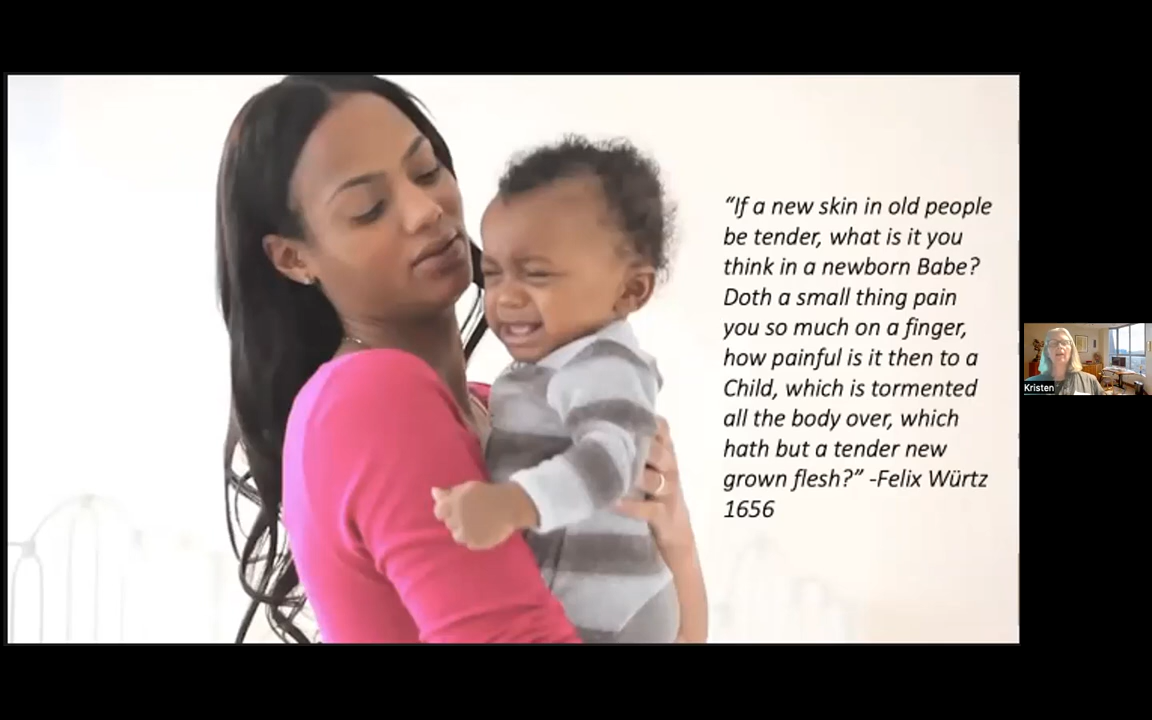 “If a new skin in old people
be tender, what is it you
think in a newborn Babe?
Doth a small thing pain
you so much on a finger,
how painful is it then to a
Child, which is tormented
all the body over, which
hath but a tender new
grown flesh?” -Felix Würtz
1656
Kristen